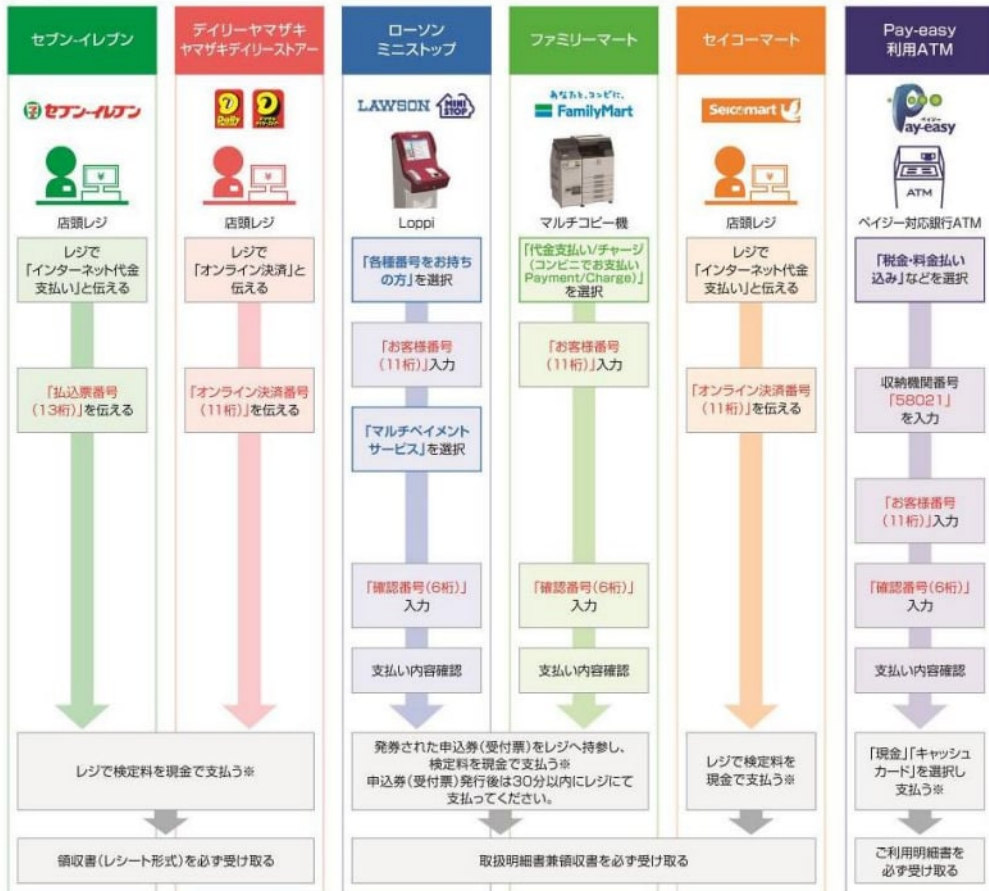 セブン-イレブン
デイリーヤマザキ
ヤマザキデイリーストアー
ローソン
ミニストップ
ファミリーマート
セイコーマート
Pay-easy
利用ATM
セブン-イレブン
Daily
LAWSON
MINI
STOP
あなたと、コンビに、
FamilyMart
Seicomart
ペイジー
Pay-easy
¥
¥
¥
ATM
店頭レジ
店頭レジ
Loppi
マルチコピー機
店頭レジ
ペイジー対応銀行ATM
レジで
「インターネット代金
支払い」と伝える
「払込票番号
(13桁)」を伝える
レジで
「オンライン決済」と
伝える
「オンライン決済番号
(11桁)」を伝える
「各種番号をお持ち
の方」を選択
「お客様番号
(11桁)」入力
「マルチペイメント
サービス」を選択
「確認番号(6桁)」
入力
支払い内容確認
「代金支払い/チャージ
(コンビニでお支払い
Payment/Charge)」
を選択
「お客様番号
(11桁)」入力
「確認番号(6桁)」
入力
支払い内容確認
レジで
「インターネット代金
支払い」と伝える
「オンライン決済番号
(11桁)」を伝える
「税金・料金払い
込み」などを選択
収納機関番号
「58021」
を入力
「お客様番号
(11桁)」入力
「確認番号(6桁)」
入力
支払い内容確認
レジで検定料を現金で支払う※
発券された申込券(受付票)をレジへ持参し、
検定料を現金で支払う※
申込券(受付票)発行後は30分以内にレジにて
支払ってください。
レジで検定料を
現金で支払う※
「現金」「キャッシュ
カード」を選択し
支払う※
領収書(レシート形式)を必ず受け取る
取扱明細書兼領収書を必ず受け取る
ご利用明細書を
必ず受け取る